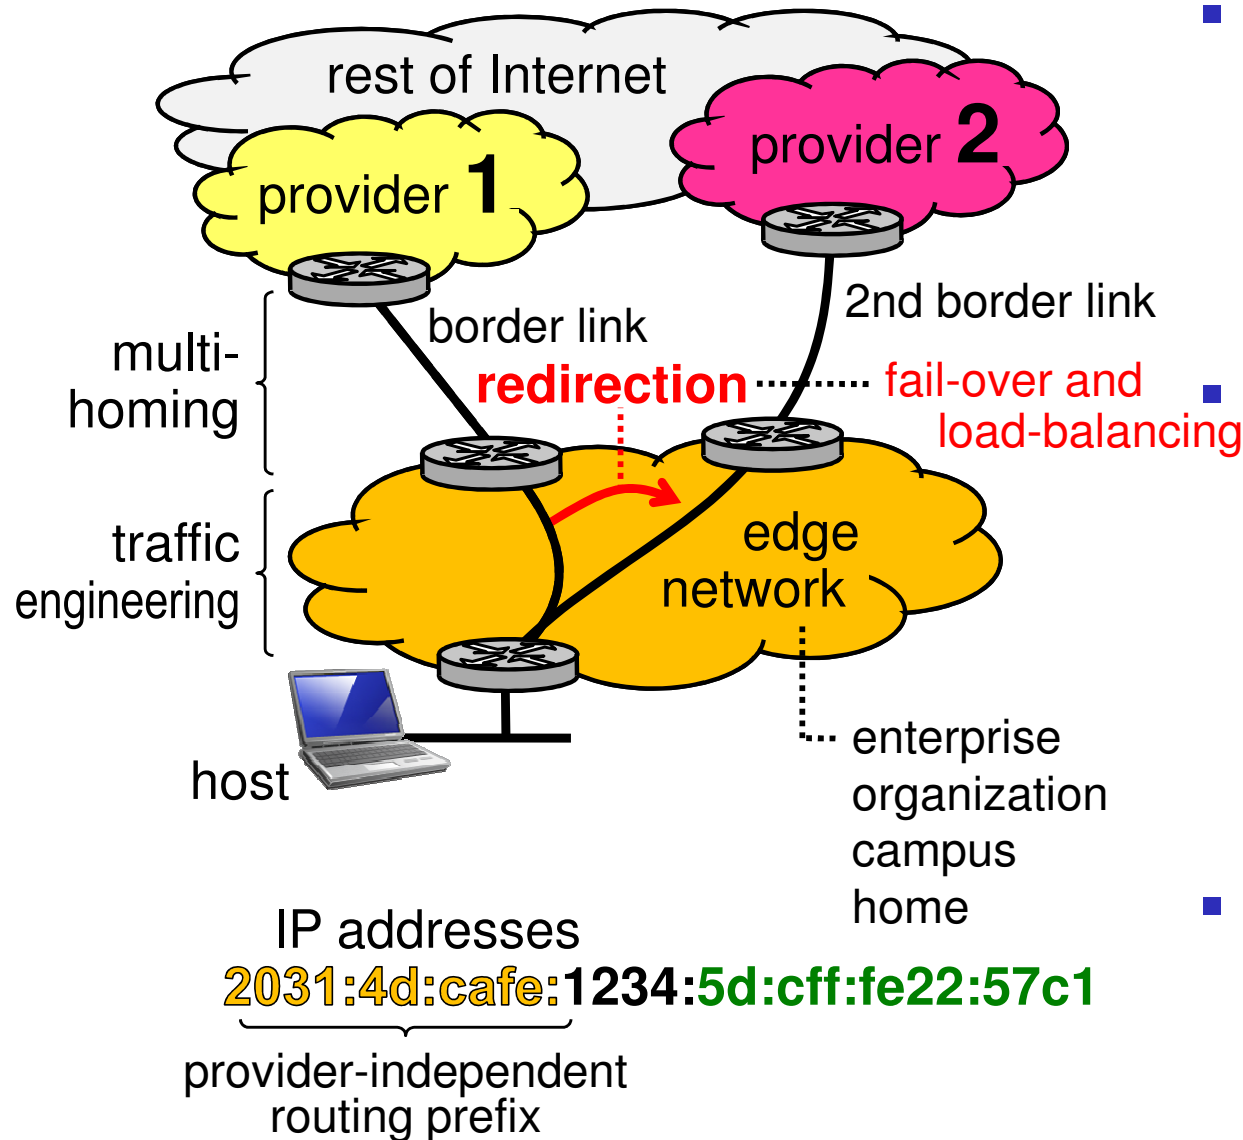 rest of Internet
provider 1
provider 2
border link
2nd border link
multi-
homing
redirection
fail-over and
load-balancing
traffic
engineering
edge
network
host
enterprise
organization
campus
home
IP addresses
2031:4d:cafe:1234:5d:cff:fe22:57c1
provider-independent
routing prefix